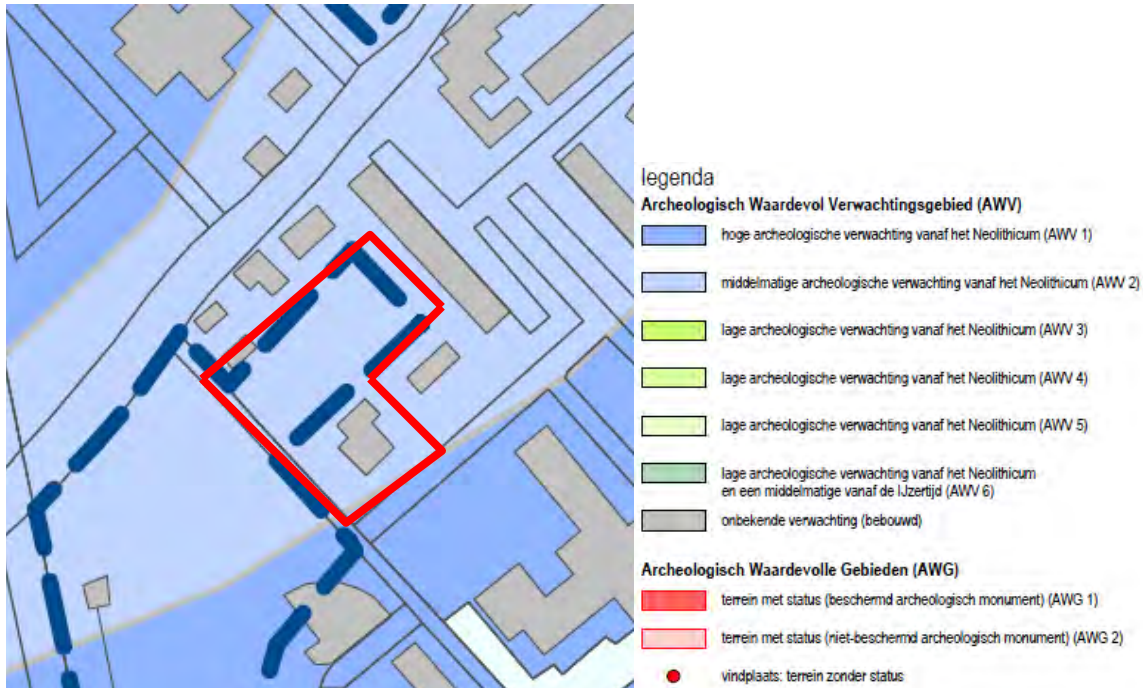 legenda
Archeologisch Waardevol Verwachtingsgebied (AWV)
hoge archeologische verwachting vanaf het Neolithicum (AWV 1)
middelmatige archeologische verwachting vanaf het Neolithicum (AWV 2)
lage archeologische verwachting vanaf het Neolithicum (AWV 3)
lage archeologische verwachting vanaf het Neolithicum (AWV 4)
lage archeologische verwachting vanaf het Neolithicum (AWV 5)
lage archeologische verwachting vanaf het Neolithicum
en een middelmatige vanaf de IJzertijd (AWV 6)
onbekende verwachting (bebouwd)
Archeologisch Waardevolle Gebieden (AWG)
terrein met status (beschermd archeologisch monument) (AWG 1)
terrein met status (niet-beschermd archeologisch monument) (AWG 2)
vindplaats: terrein zonder status